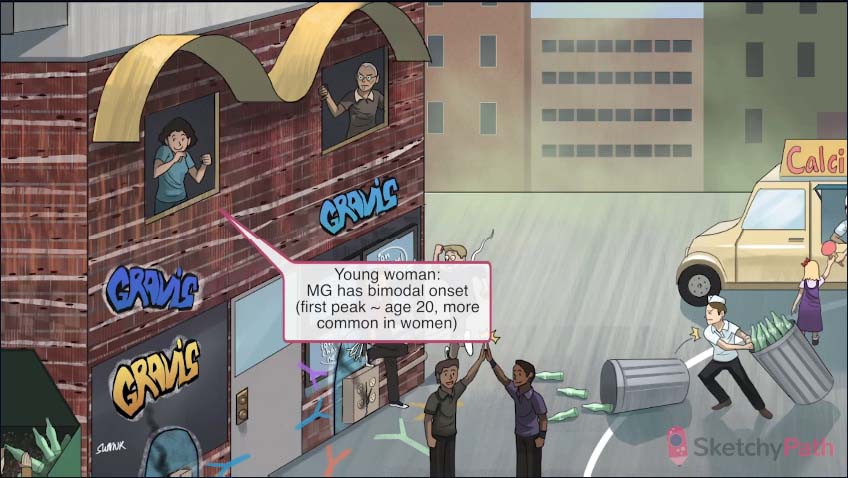 GRAVIS
Calci
Young woman:
MG has bimodal onset
(first peak ~ age 20, more
common in women)
GRAVIS
GRAVIS
SketchyPath